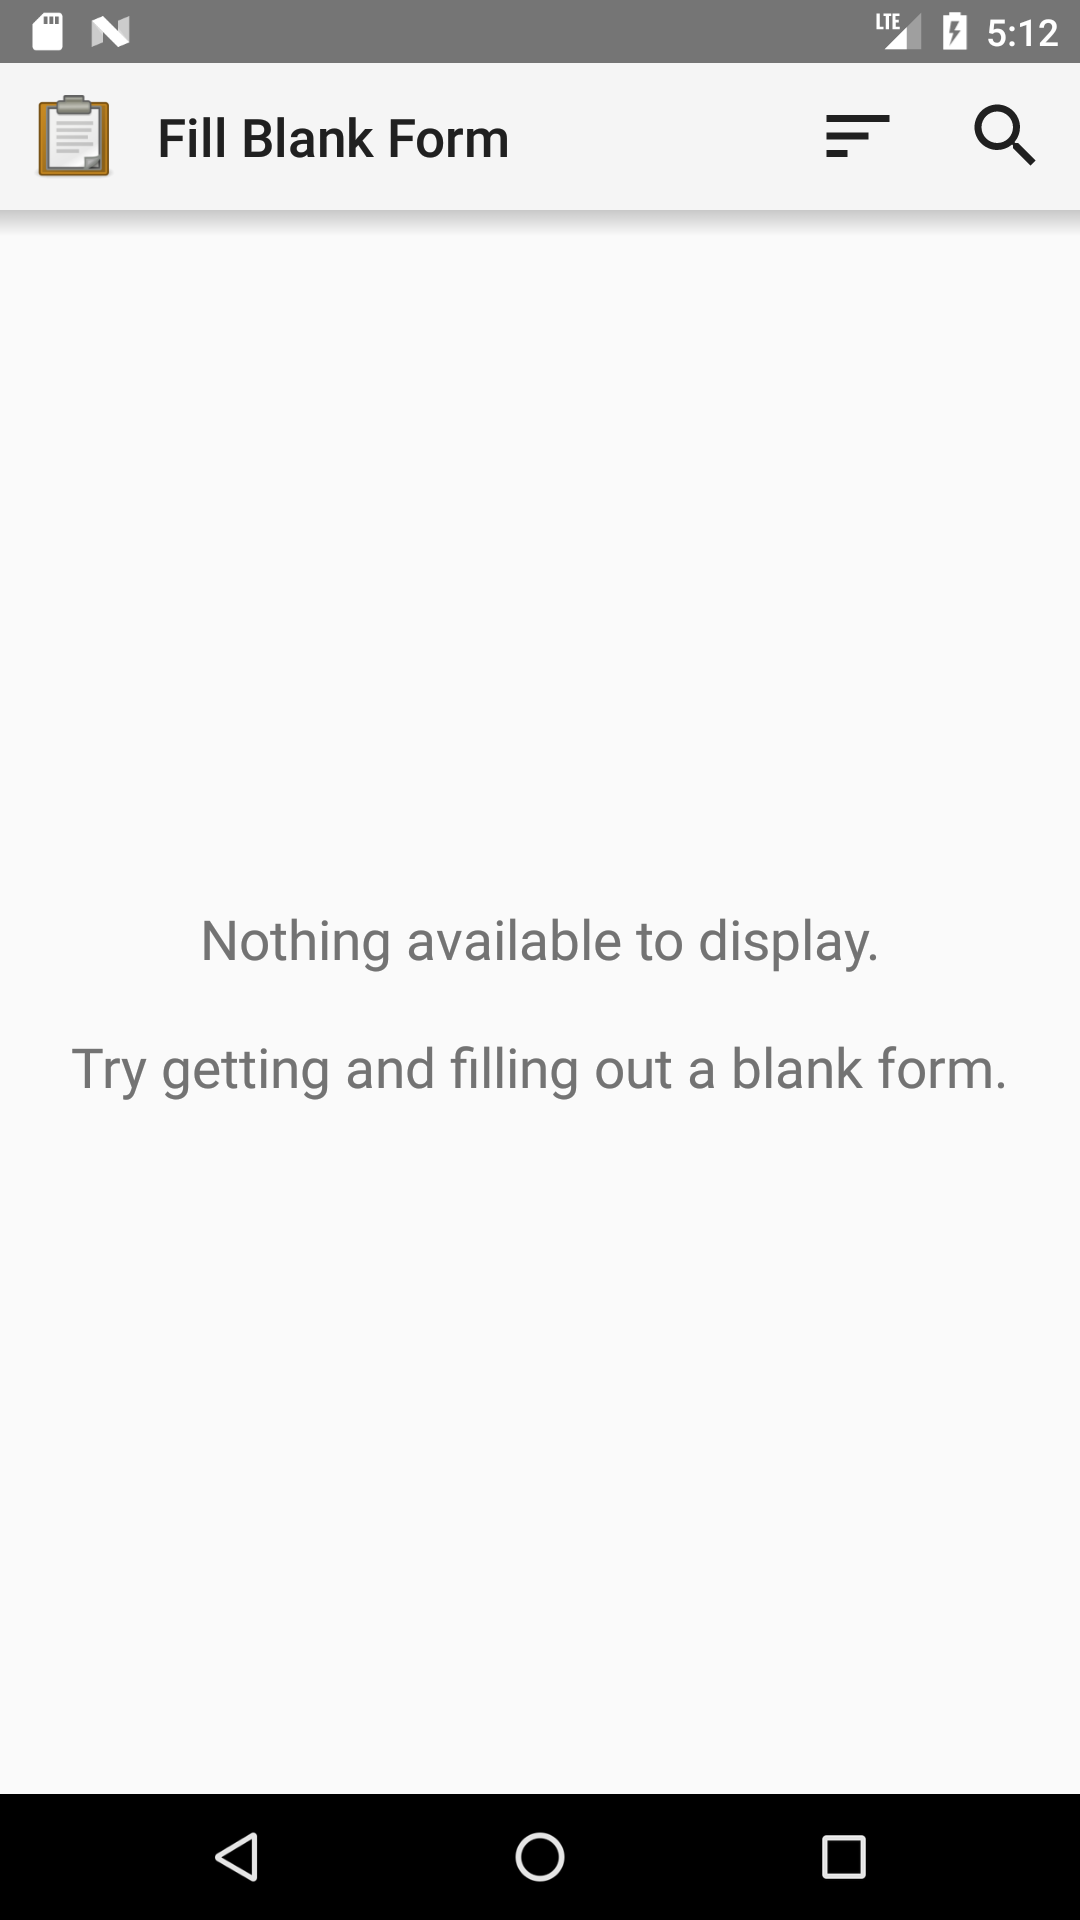 LTE 5:12
Fill Blank Form
Nothing available to display.
Try getting and filling out a blank form.